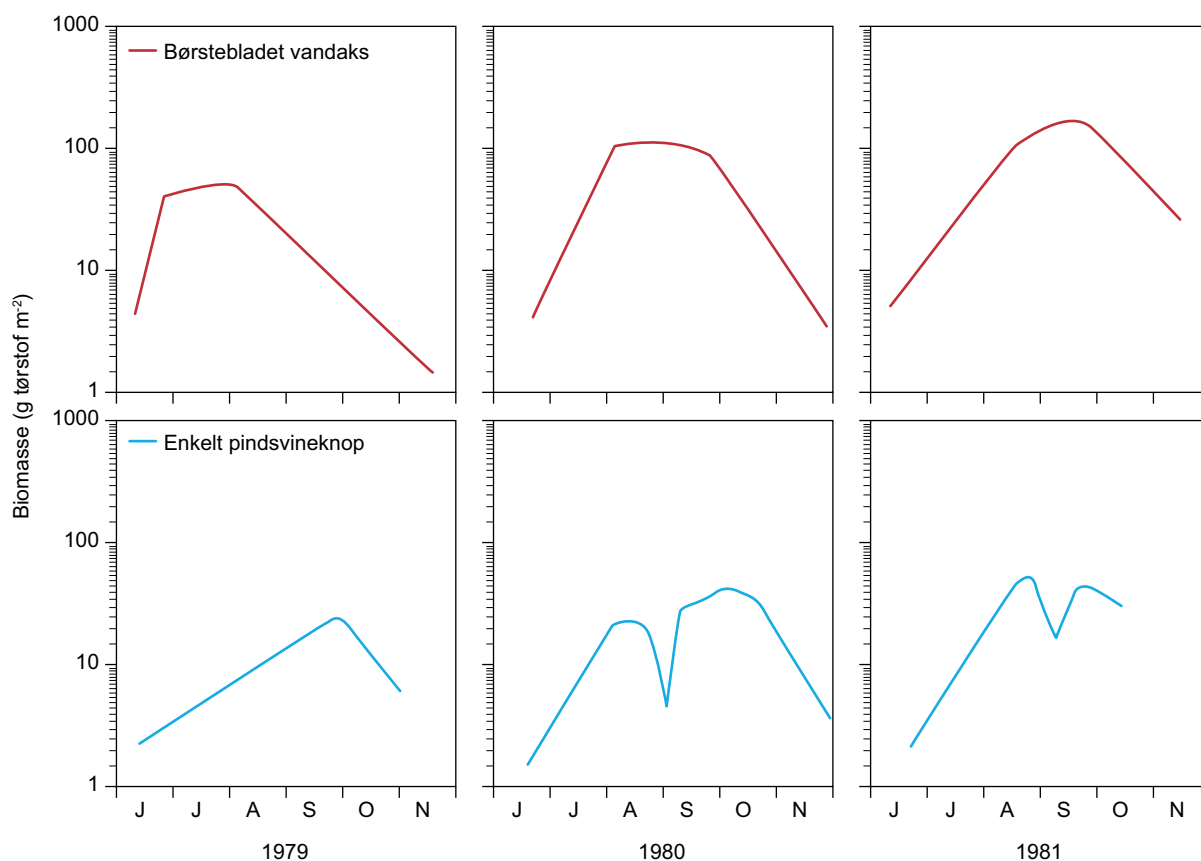 1000
Børstebladet vandaks
100
10
1
Biomasse (g tørstof m-2)
1000
Enkelt pindsvineknop
100
10
1
J J A S O N J J A S O N J J A S O N
1979 1980 1981